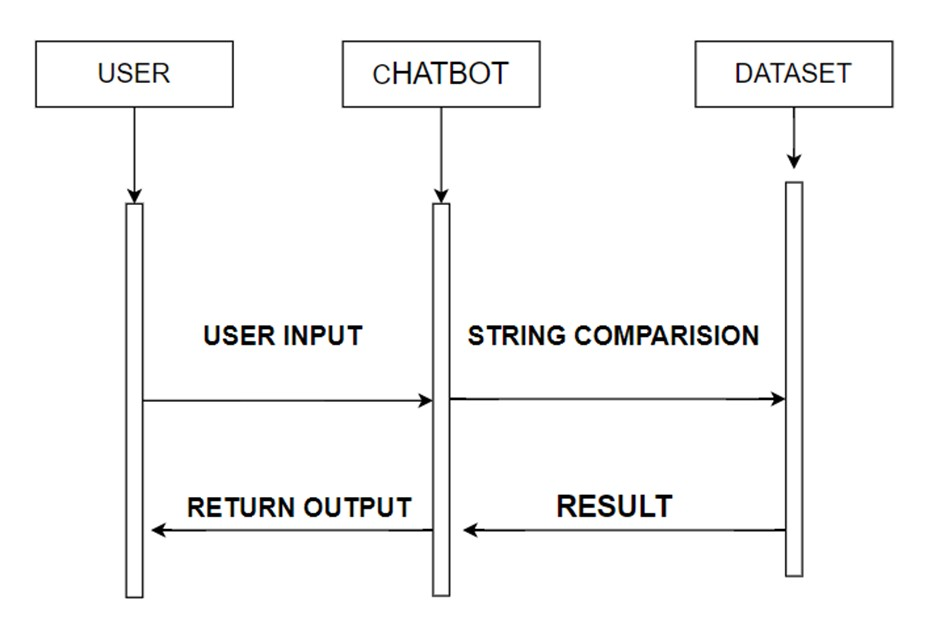 USER
CHATBOT
DATASET
USER INPUT
STRING COMPARISION
RETURN OUTPUT
RESULT